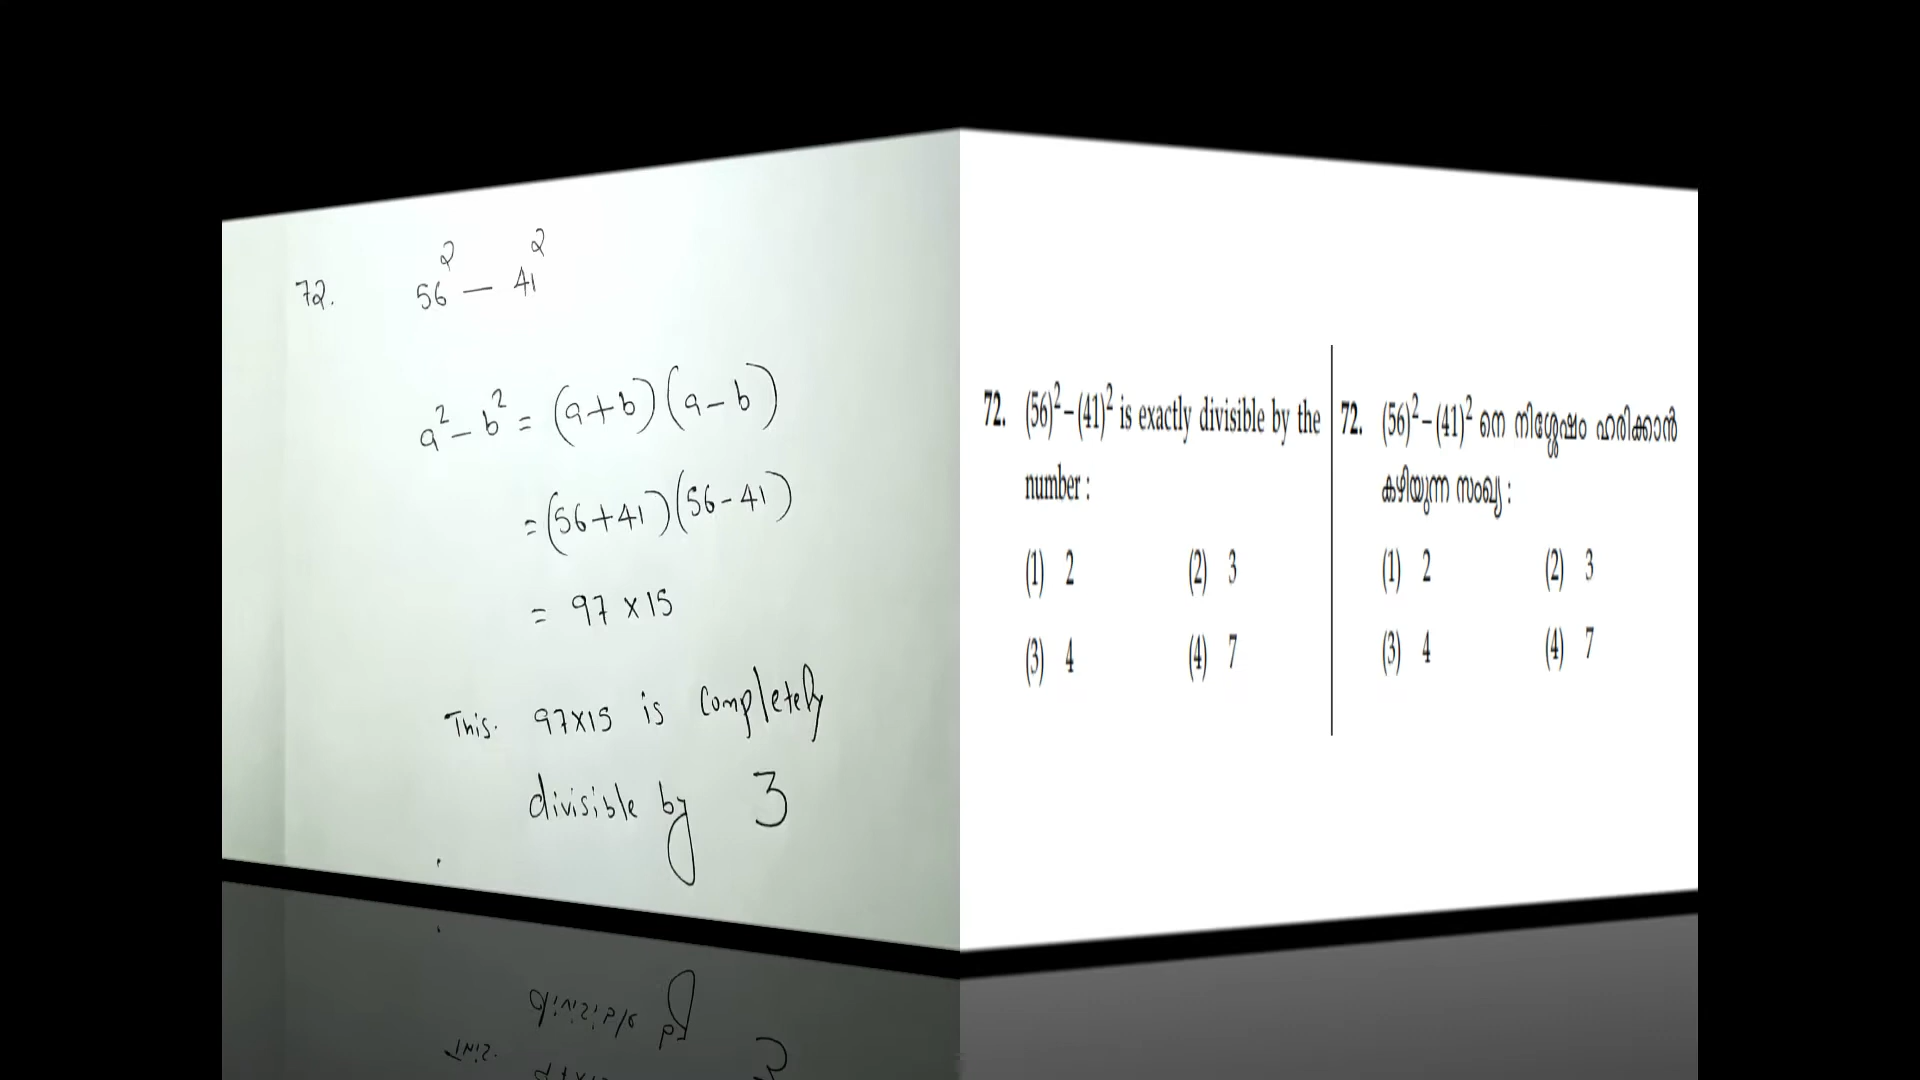 72. 56² — 41²
a² - b² = (a+b)(a-b)
= (56+41)(56-41)
= 97 x 15
This. 97x15 is completely
divisible by 3
72. (56)²−(41)² is exactly divisible by the
number :
(1) 2 (2) 3
(3) 4 (4) 7
72. (56)²−(41)² നെ നിശ്ശേഷം ഹരിക്കാൻ
കഴിയുന്ന സംഖ്യ :
(1) 2 (2) 3
(3) 4 (4) 7